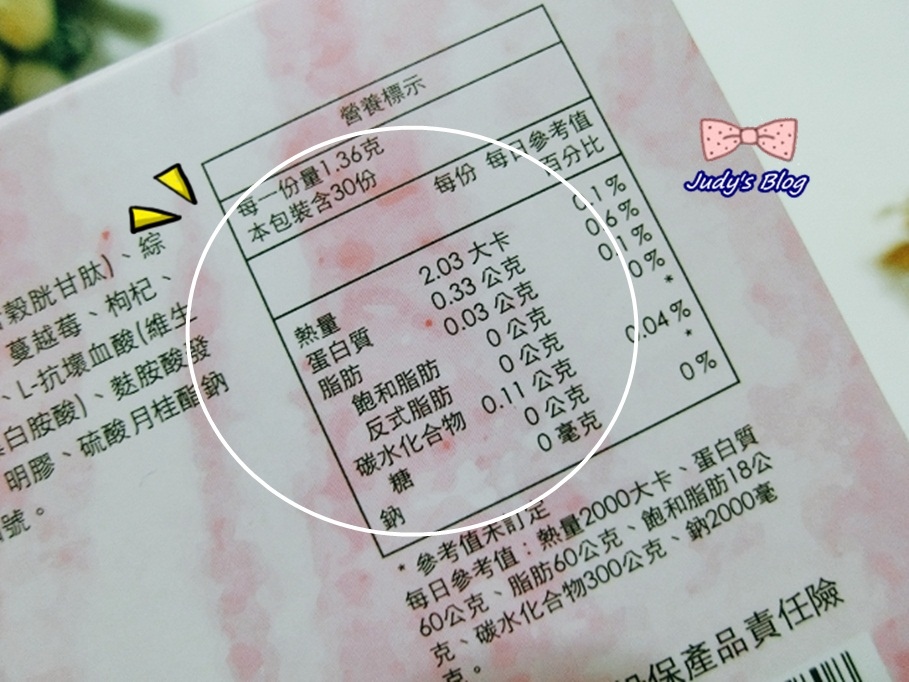 營養標示
每一份量1.36克
本包裝含30份
每份 每日參考值
百分比
熱量 2.03 大卡 0.1%
蛋白質 0.33 公克 0.6%
脂肪 0.03 公克 0.1%
飽和脂肪 0 公克 0%
反式脂肪 0 公克 *
碳水化合物 0.11 公克 0.04%
糖 0 公克 *
鈉 0 毫克 0%
* 參考值未訂定
每日參考值：熱量2000大卡、蛋白質
60公克、脂肪60公克、飽和脂肪18公
克、碳水化合物300公克、鈉2000毫
克。
保產品責任險
穀胱甘肽)、綜
蔓越莓、枸杞、
、L-抗壞血酸(維生
白胺酸)、麩胺酸發
明膠、硫酸月桂酯鈉
號。
Judy's Blog